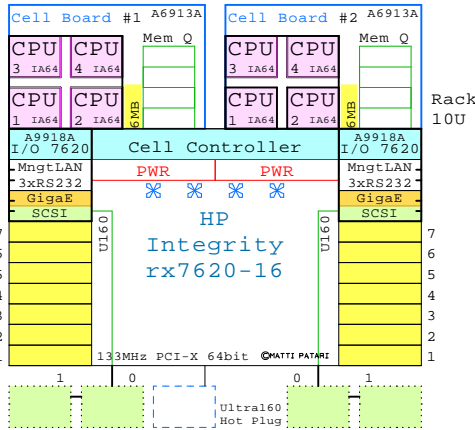 Cell Board #1 A6913A Cell Board #2 A6913A
CPU CPU Mem Q CPU CPU Mem Q
3 IA64 4 IA64 3 IA64 4 IA64
CPU CPU 6MB CPU CPU 6MB Rack
1 IA64 2 IA64 1 IA64 2 IA64 10U
A9918A Cell Controller A9918A
I/O 7620 I/O 7620
MngtLAN PWR PWR MngtLAN
3xRS232 3xRS232
GigaE HP GigaE
SCSI U160 U160 SCSI
Integrity
rx7620-16
7 7
6 6
5 5
4 4
3 3
2 2
1 1
133MHz PCI-X 64bit ©MATTI PATARI
1 0 0 1
Ultra160
Hot Plug